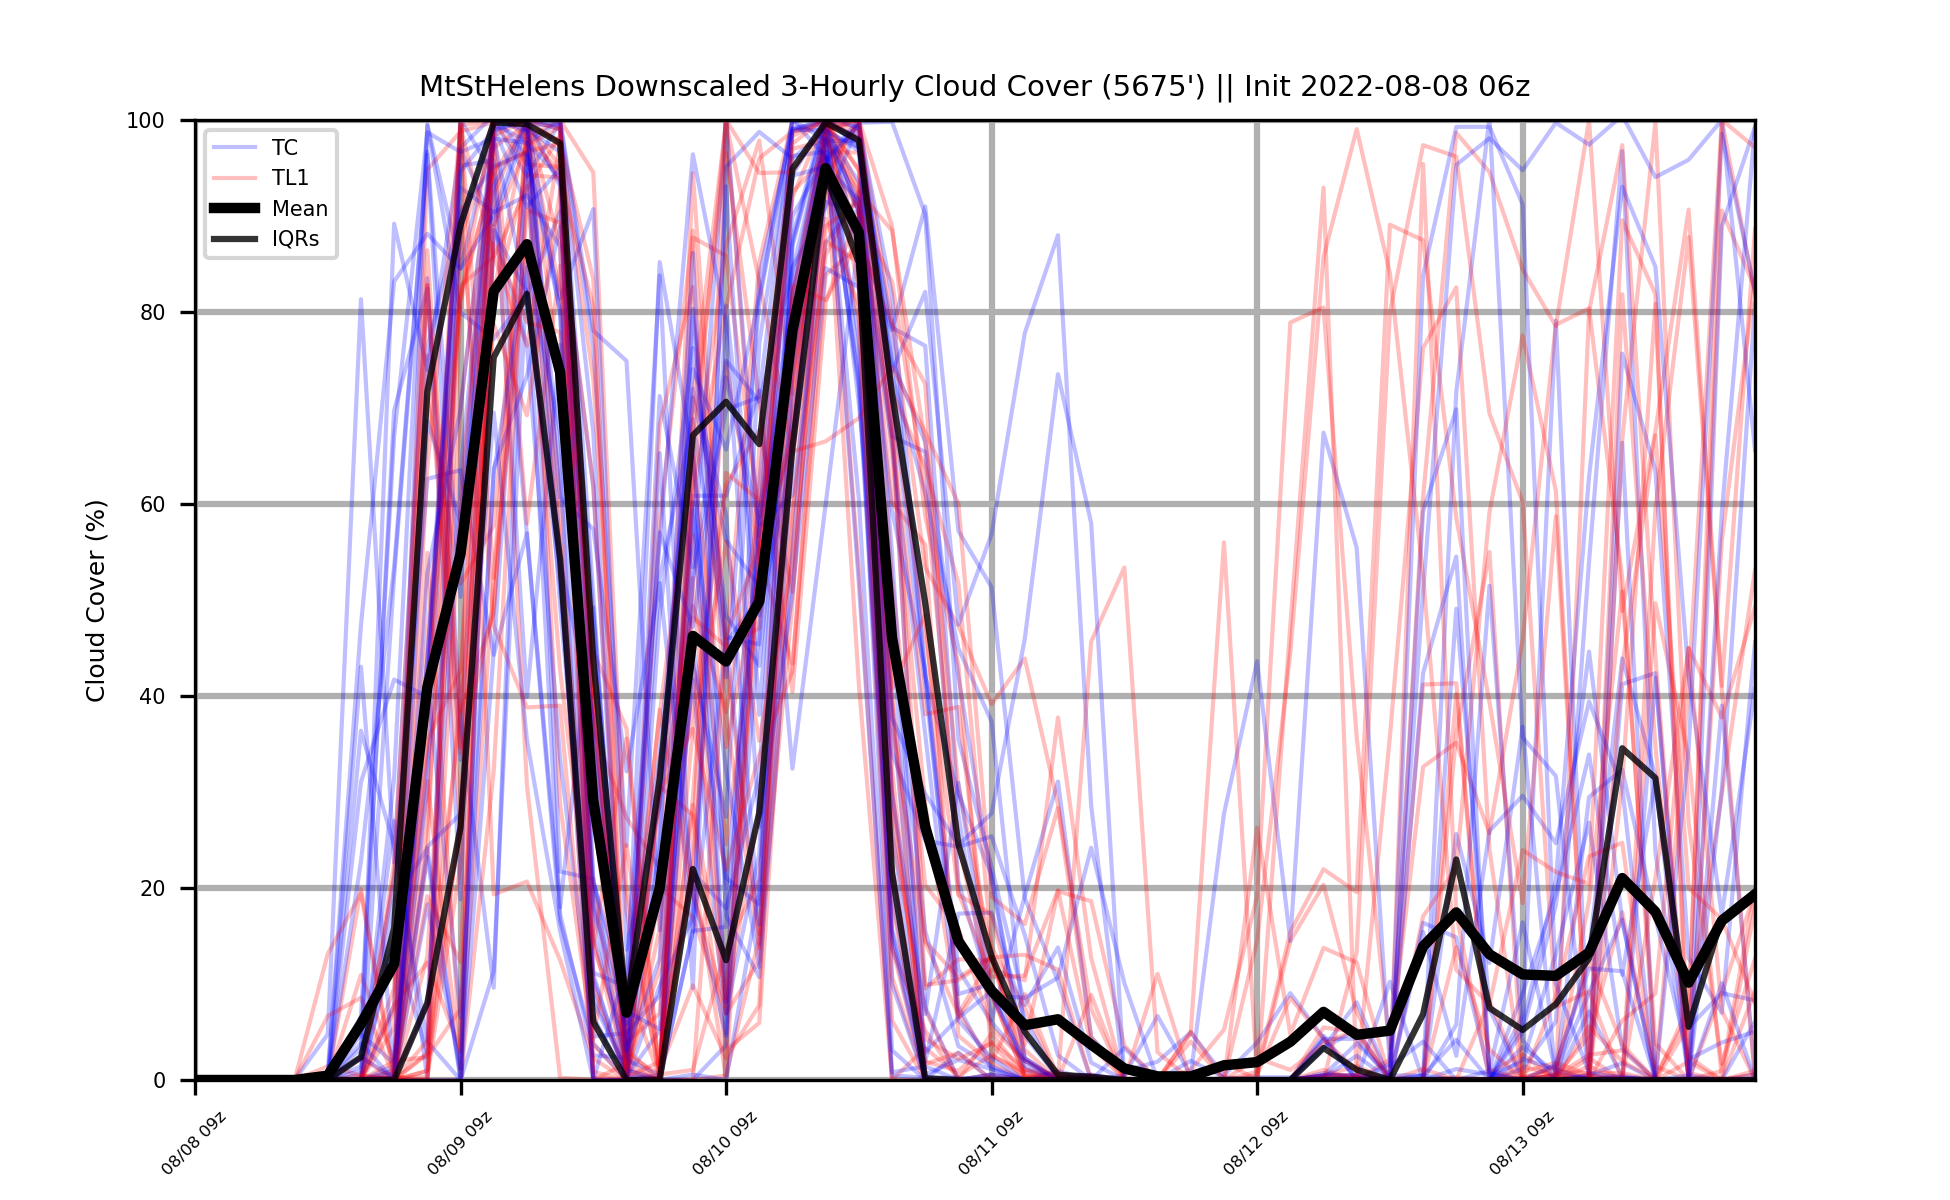 MtStHelens Downscaled 3-Hourly Cloud Cover (5675') || Init 2022-08-08 06z
TC
TL1
Mean
IQRs
Cloud Cover (%)
100
80
60
40
20
0
08/08 09z
08/09 09z
08/10 09z
08/11 09z
08/12 09z
08/13 09z